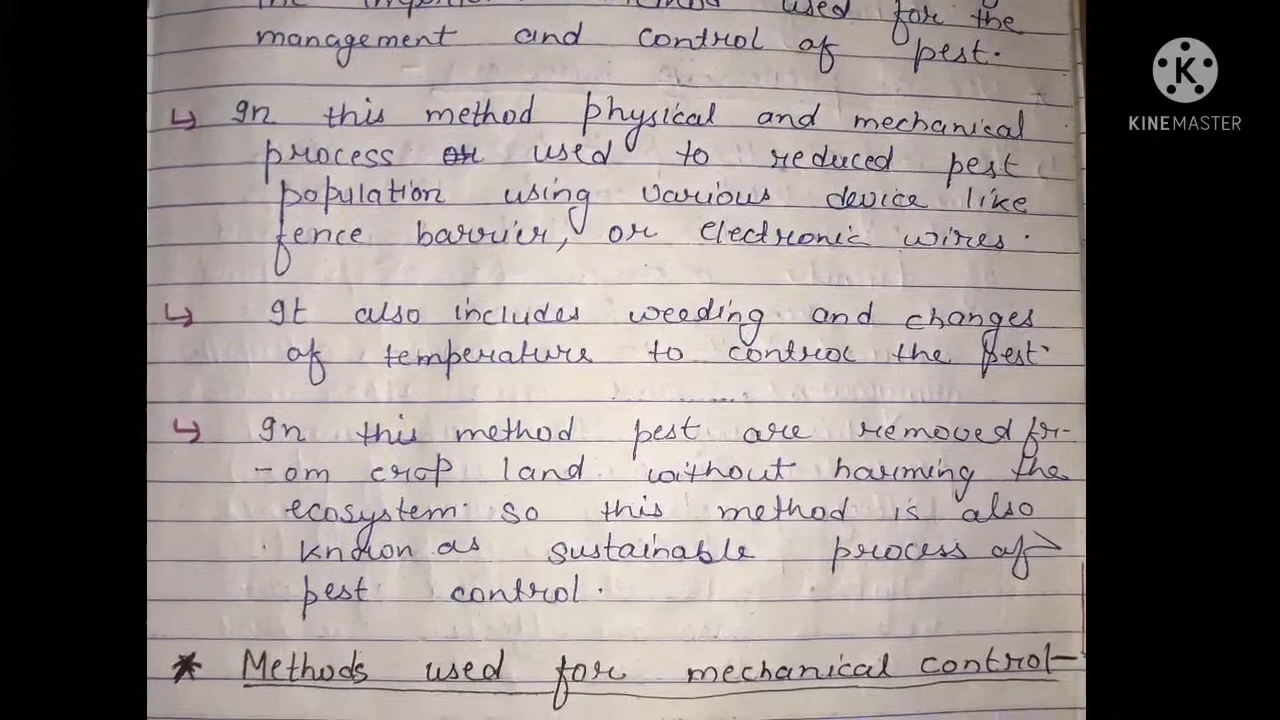 used for the
management and control of pest.
↳ In this method physical and mechanical
process used to reduced pest
population using various device like
fence barrier, or electronic wires.
↳ It also includes weeding and changes
of temperature to control the pest.
↳ In this method pest are removed fr-
-om crop land without harming the
ecosystem. so this method is also
known as sustainable process of
pest control.
* Methods used for mechanical control-
K
KINEMASTER